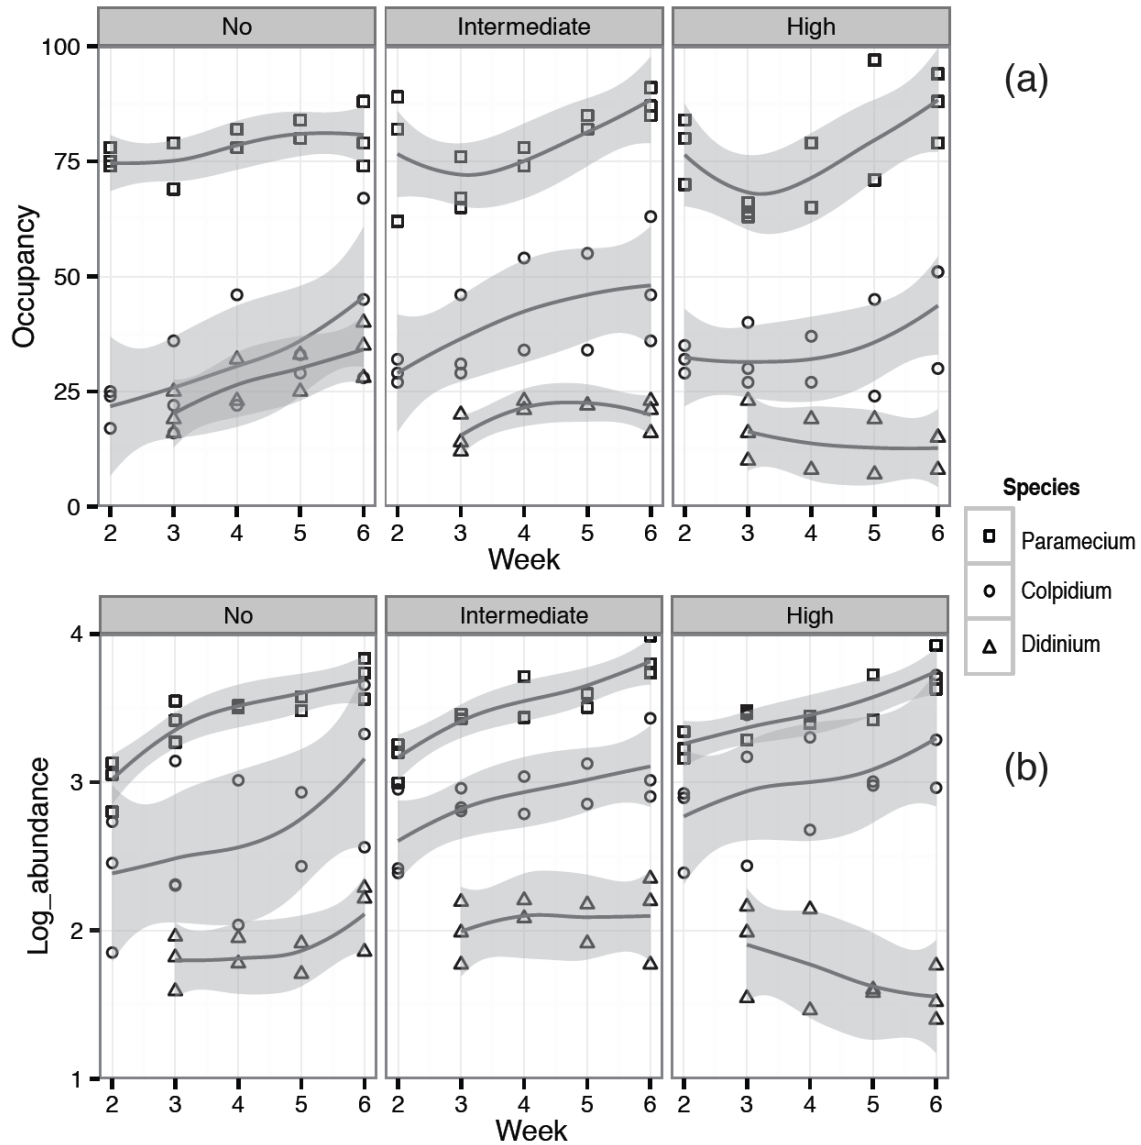 No Intermediate High
100
75
50
25
0
Occupancy
(a)
2 3 4 5 6 2 3 4 5 6 2 3 4 5 6
Week
Species
Paramecium
Colpidium
Didinium
No Intermediate High
4
3
2
1
Log_abundance
(b)
2 3 4 5 6 2 3 4 5 6 2 3 4 5 6
Week